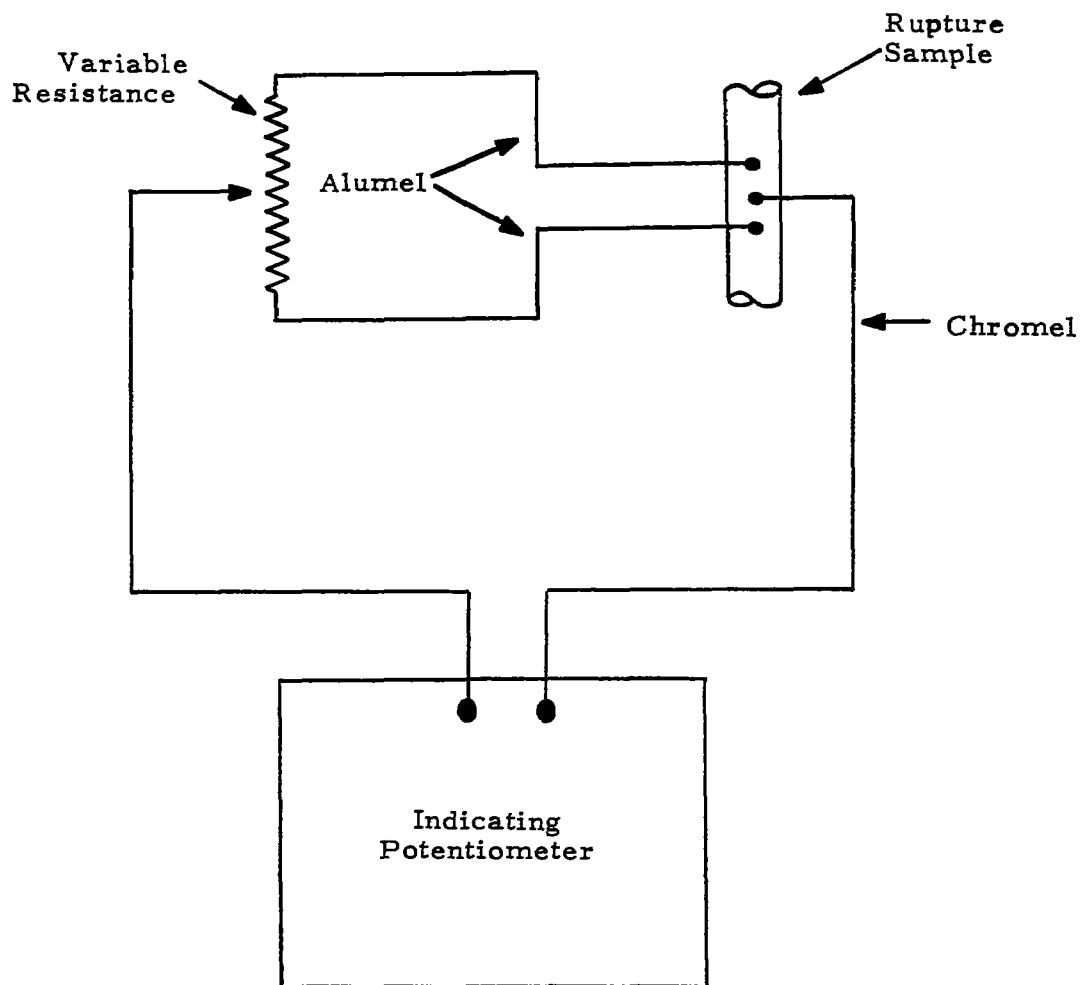 Rupture
Sample
Variable
Resistance
Alumel
Chromel
Indicating
Potentiometer